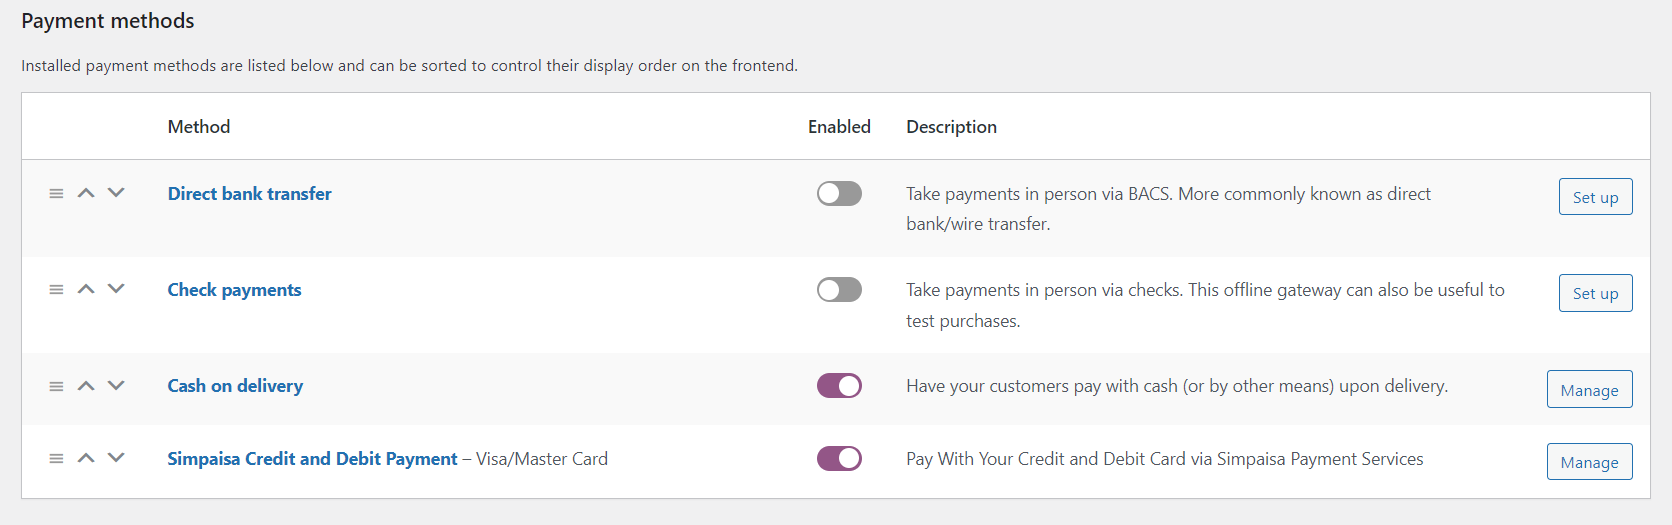 Payment methods
Installed payment methods are listed below and can be sorted to control their display order on the frontend.
Method Enabled Description
Direct bank transfer Take payments in person via BACS. More commonly known as direct Set up
bank/wire transfer.
Check payments Take payments in person via checks. This offline gateway can also be useful to Set up
test purchases.
Cash on delivery Have your customers pay with cash (or by other means) upon delivery. Manage
Simpaisa Credit and Debit Payment – Visa/Master Card Pay With Your Credit and Debit Card via Simpaisa Payment Services Manage